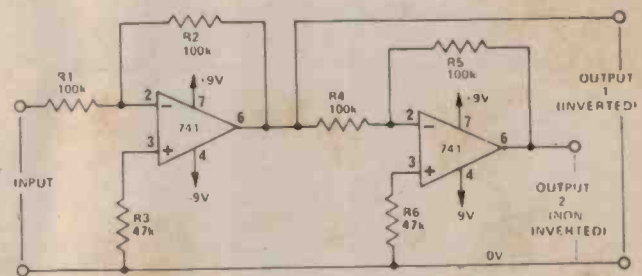 R2
100k
R5
100k
R1
100k
+9V
7
2
−
6
741
3
+
4
-9V
R4
100k
+9V
7
2
−
6
741
3
+
4
9V
OUTPUT
1
(INVERTED)
INPUT
R3
47k
R6
47k
OUTPUT
2
(NON
INVERTED)
0V